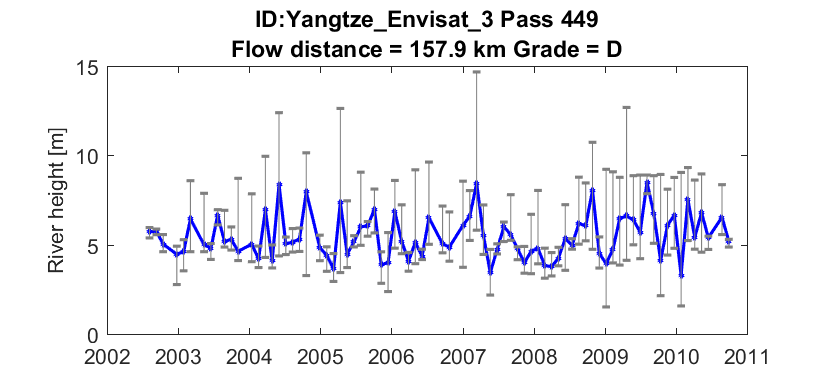 ID:Yangtze_Envisat_3 Pass 449
Flow distance = 157.9 km Grade = D
River height [m]
15
10
5
0
2002 2003 2004 2005 2006 2007 2008 2009 2010 2011